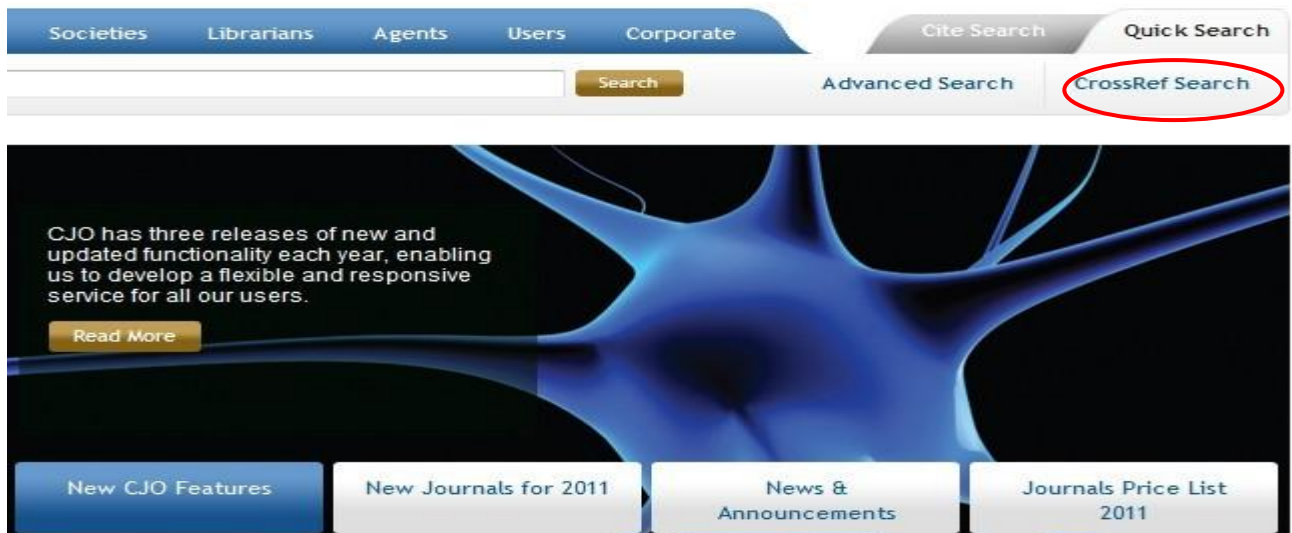 Societies Librarians Agents Users Corporate Cite Search Quick Search
Search Advanced Search CrossRef Search
CJO has three releases of new and
updated functionality each year, enabling
us to develop a flexible and responsive
service for all our users.
Read More
New CJO Features New Journals for 2011 News & Journals Price List
Announcements 2011